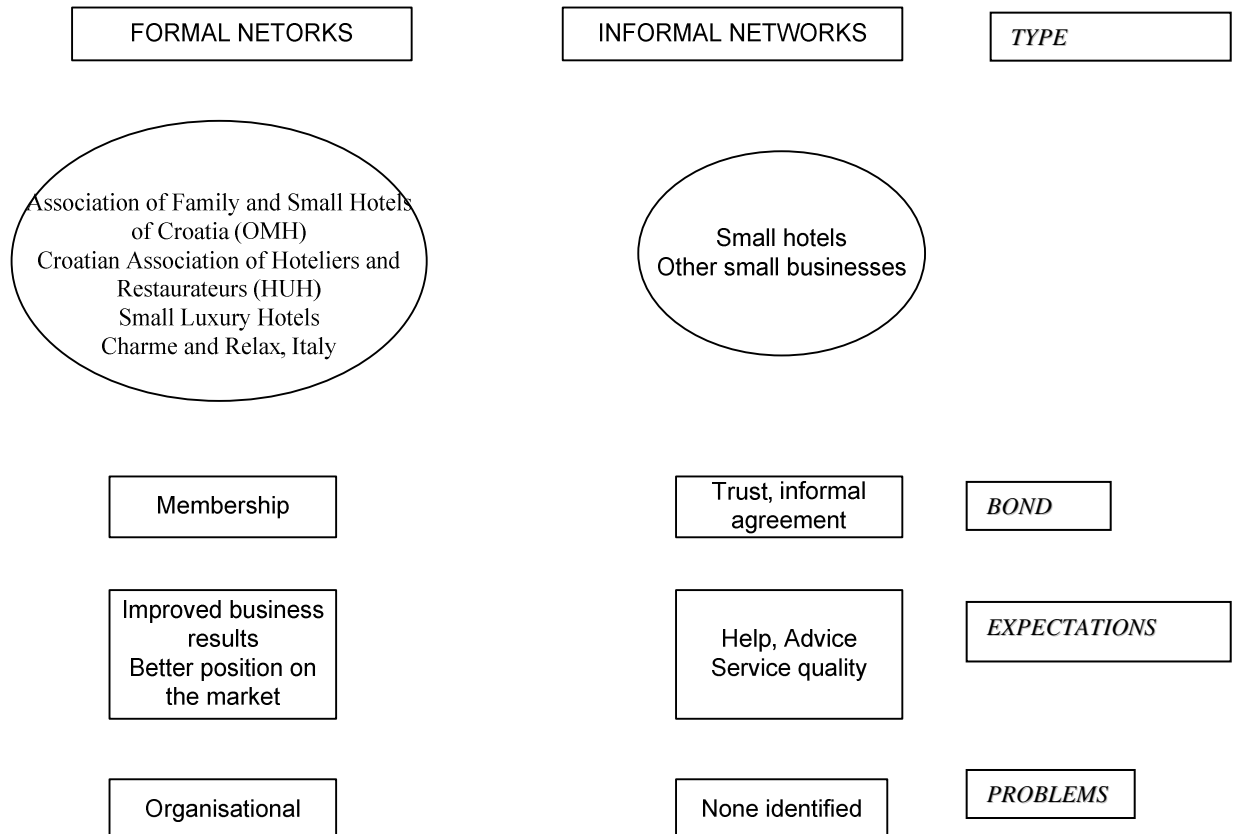 FORMAL NETORKS
INFORMAL NETWORKS
TYPE
Association of Family and Small Hotels
of Croatia (OMH)
Croatian Association of Hoteliers and
Restaurateurs (HUH)
Small Luxury Hotels
Charme and Relax, Italy
Small hotels
Other small businesses
Membership
Trust, informal
agreement
BOND
Improved business
results
Better position on
the market
Help, Advice
Service quality
EXPECTATIONS
Organisational
None identified
PROBLEMS